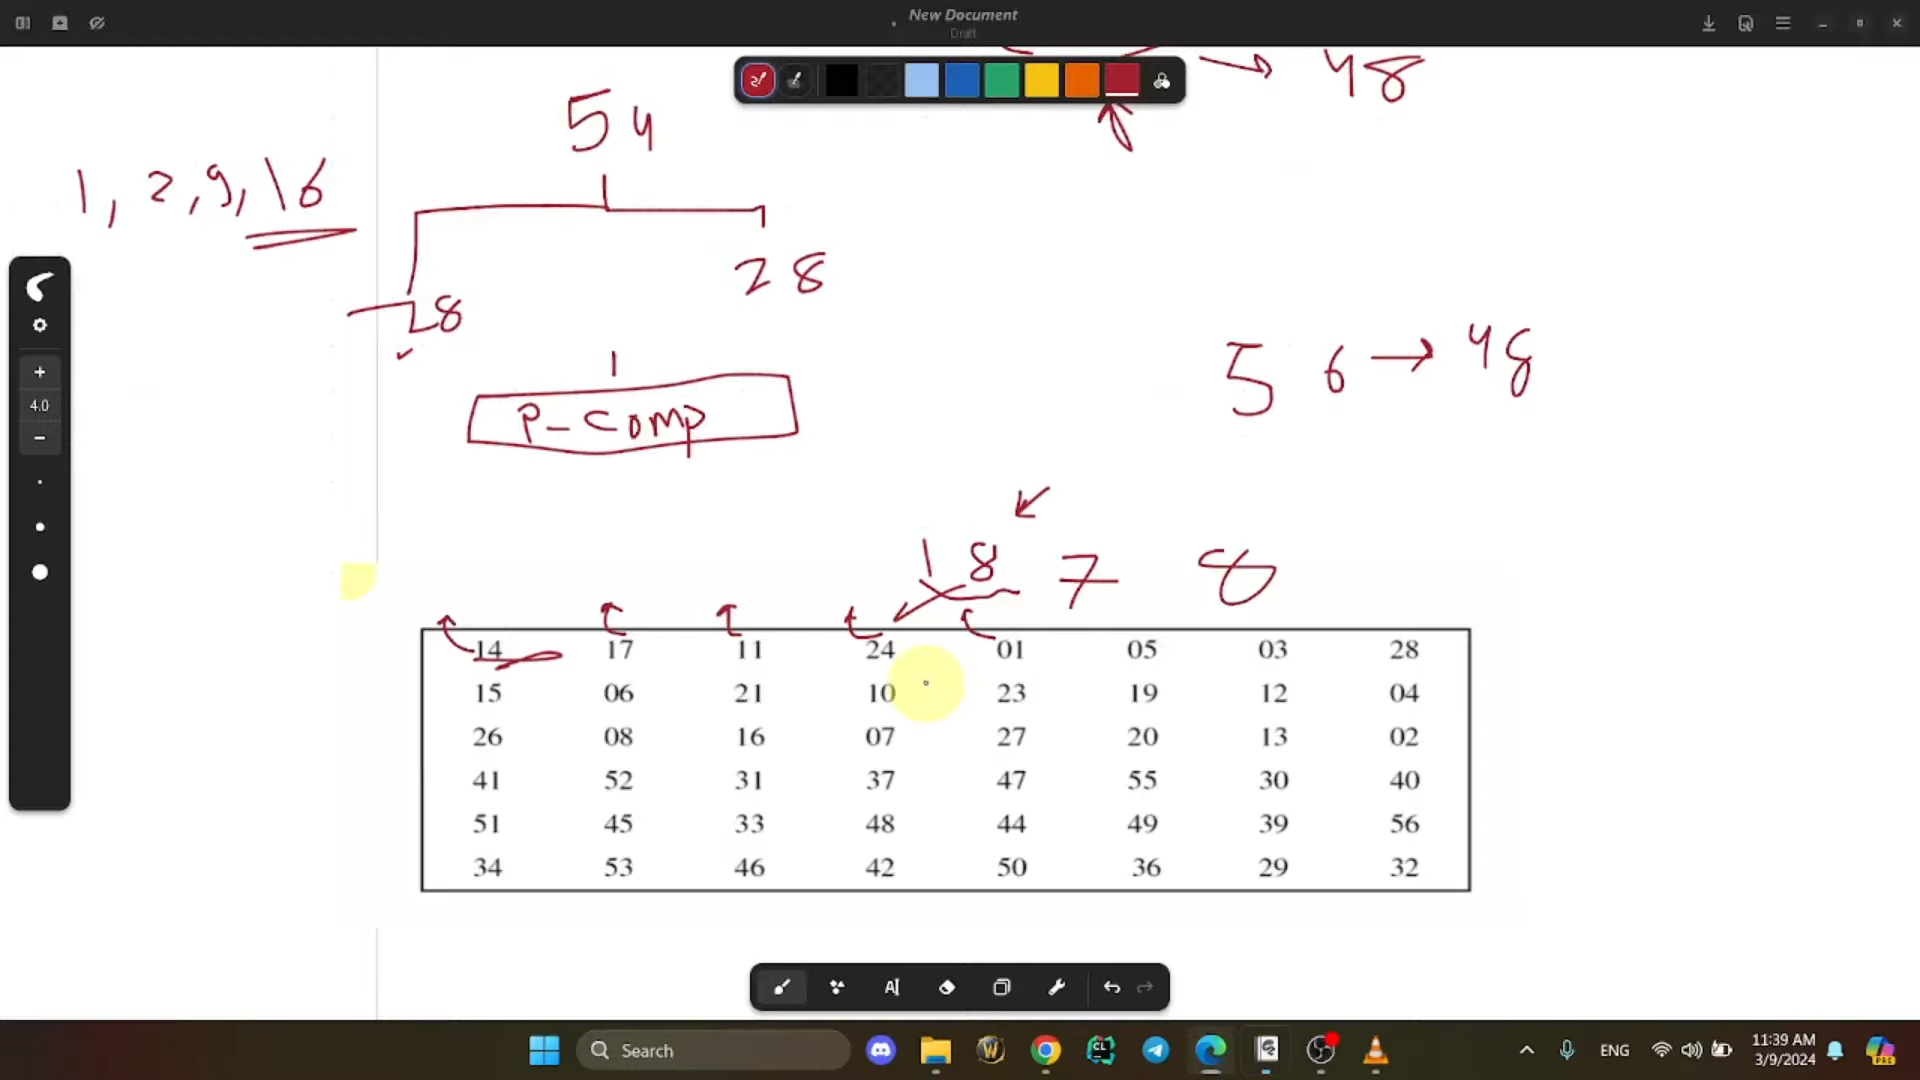 New Document
Draft
48
54
1, 2, 9, 16
28
28
56 → 48
P-Comp
4.0
18 7 8
14 17 11 24 01 05 03 28
15 06 21 10 23 19 12 04
26 08 16 07 27 20 13 02
41 52 31 37 47 55 30 40
51 45 33 48 44 49 39 56
34 53 46 42 50 36 29 32
Search
ENG
11:39 AM
3/9/2024